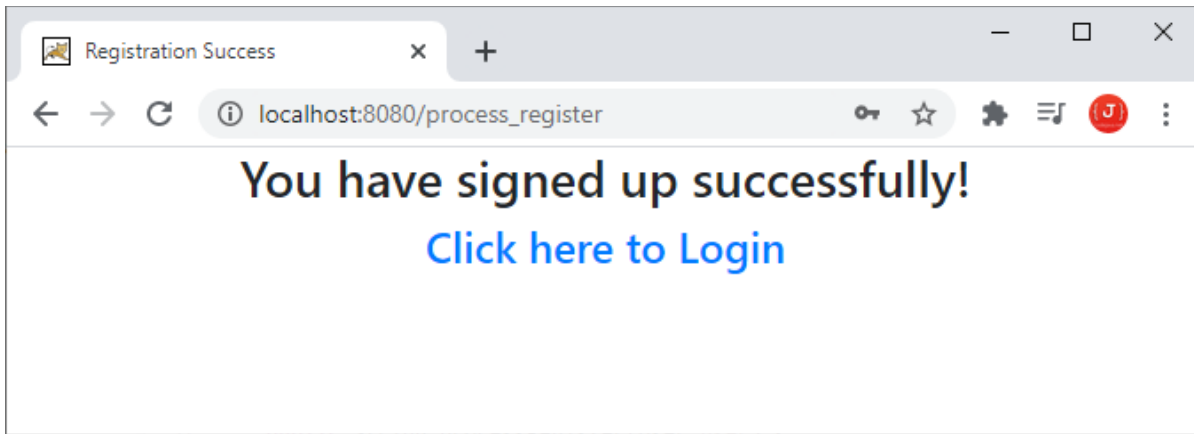 Registration Success
localhost:8080/process_register
{J}
You have signed up successfully!
Click here to Login